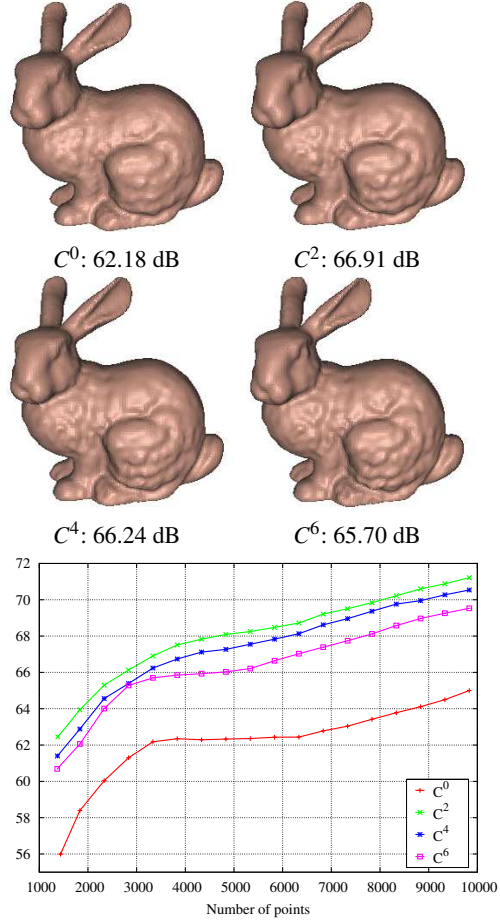 C⁰: 62.18 dB
C²: 66.91 dB
C⁴: 66.24 dB
C⁶: 65.70 dB
72
70
68
66
64
62
60
58
56
1000 2000 3000 4000 5000 6000 7000 8000 9000 10000
Number of points
C⁰
C²
C⁴
C⁶